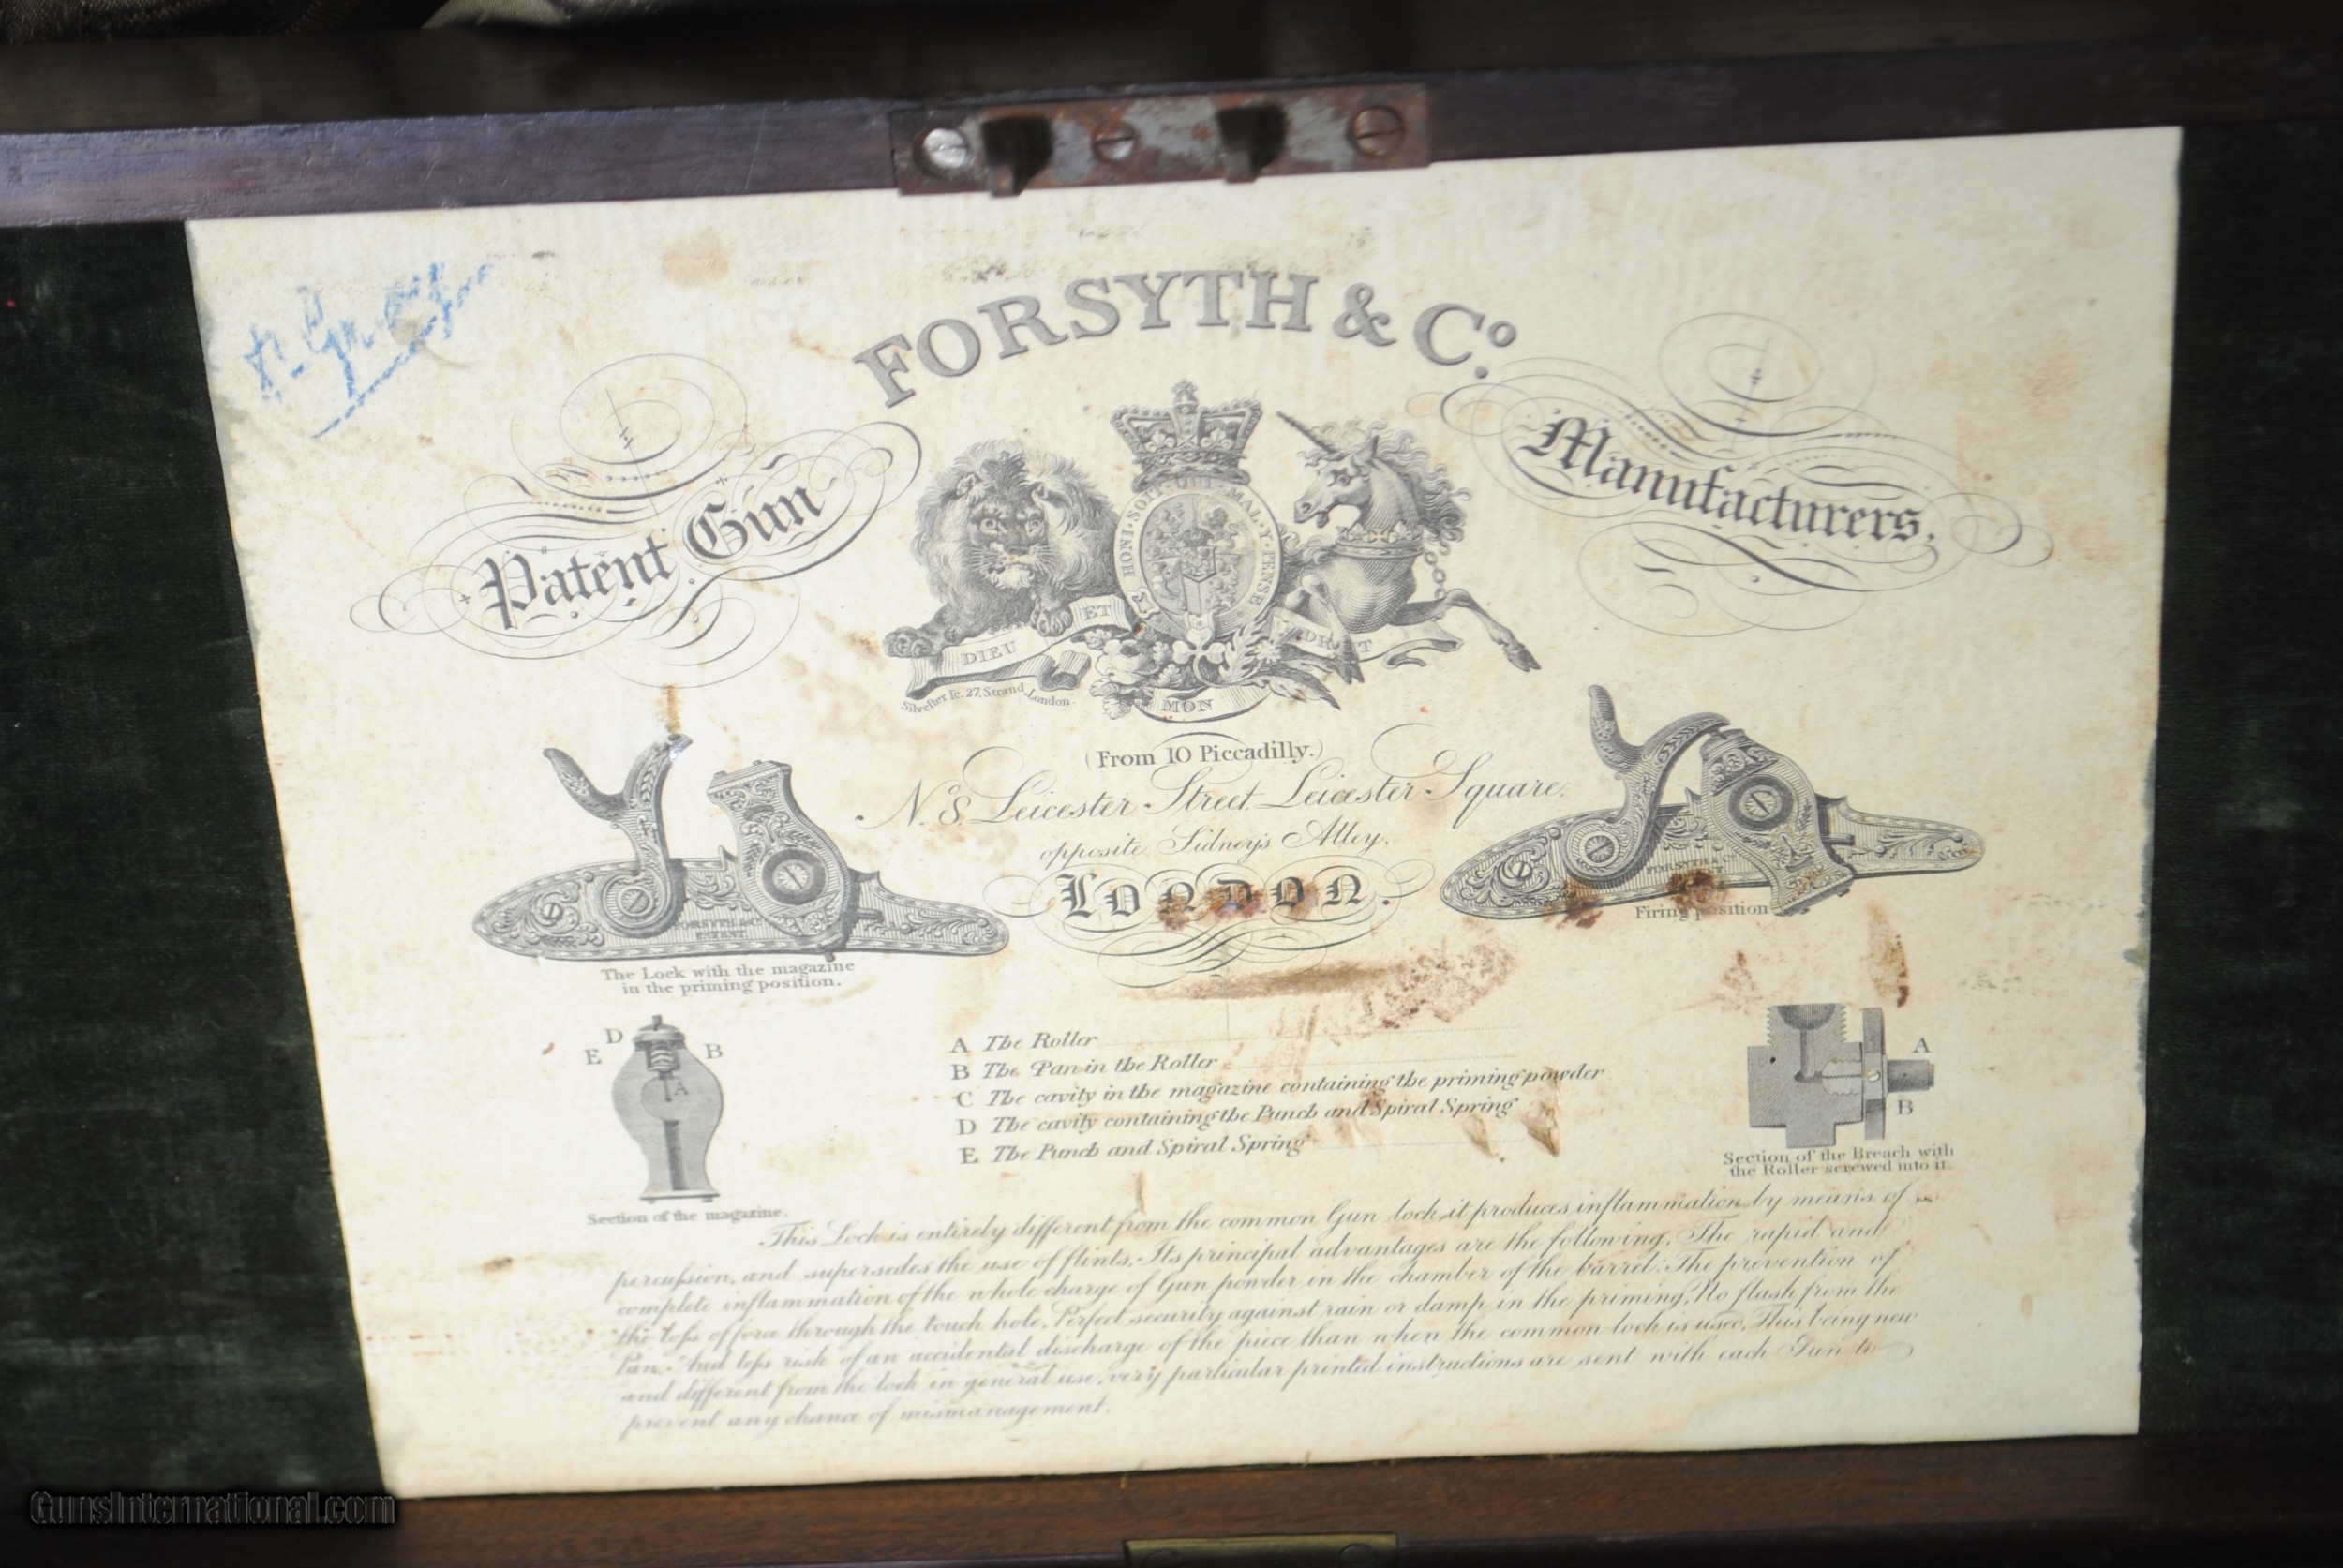 FORSYTH & Co.
Patent Gun
Manufacturers.
HONI · SOIT · QUI · MAL · Y · PENSE
DIEU ET
MON
DROIT
Silvester sc. 27, Strand, London.
(From 10 Piccadilly.)
No. 8. Leicester Street, Leicester Square.
opposite Sidney's Alley.
LONDON.
FORSYTH & Co
PATENT
The Lock with the magazine
in the priming position.
FORSYTH & Co
Firing position
D
E
B
A
Section of the magazine.
A The Roller
B The Pan in the Roller
C The cavity in the magazine containing the priming powder
D The cavity containing the Punch and Spiral Spring
E The Punch and Spiral Spring
A
B
Section of the Breach with
the Roller screwed into it.
This Lock is entirely different from the common Gun lock, it produces inflammation by means of
percussion, and supersedes the use of flints. Its principal advantages are the following. The rapid and
complete inflammation of the whole charge of Gun powder in the chamber of the barrel: The prevention of
the loss of force through the touch hole. Perfect security against rain or damp in the priming. No flash from the
Pan. And less risk of an accidental discharge of the piece than when the common lock is used. This being new
and different from the lock in general use, very particular printed instructions are sent with each Gun to
prevent any chance of mismanagement.
GunsInternational.com